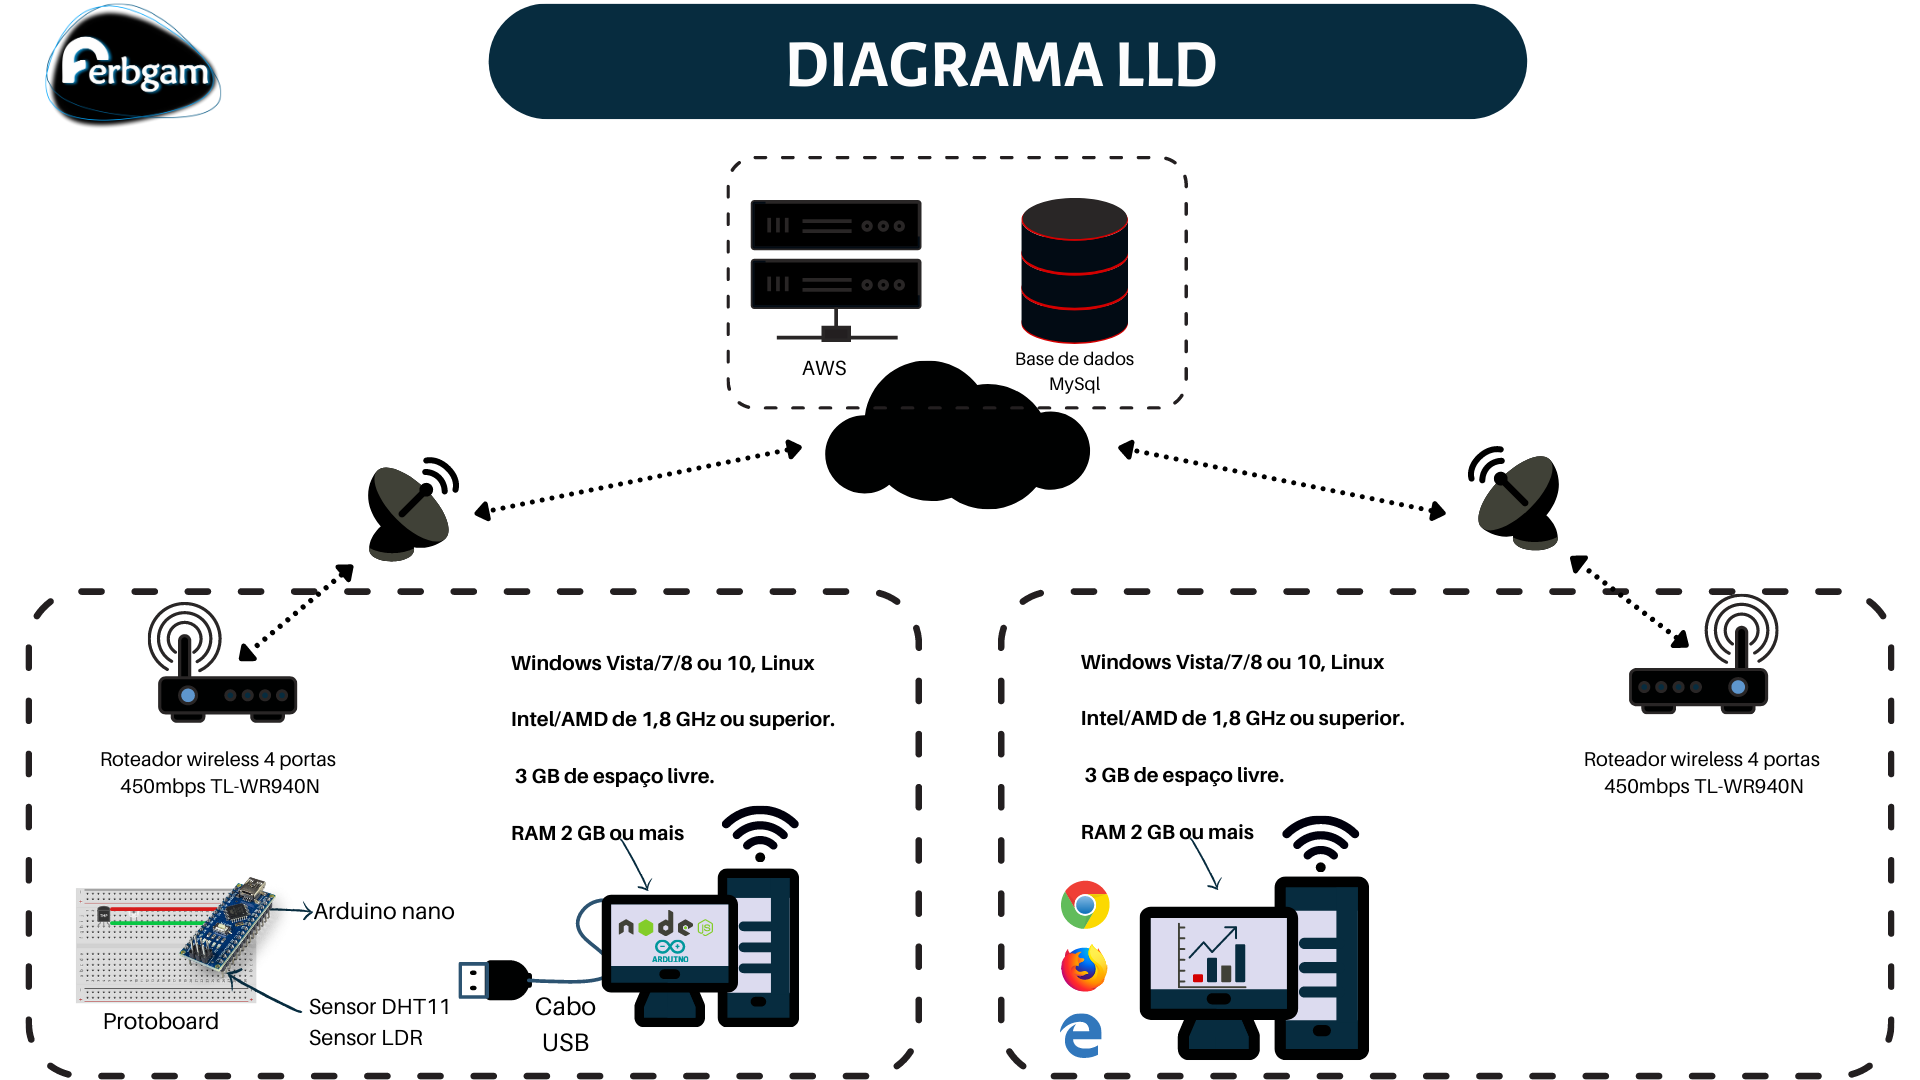 Ferbgam
DIAGRAMA LLD
AWS
Base de dados
MySql
Windows Vista/7/8 ou 10, Linux
Intel/AMD de 1,8 GHz ou superior.
3 GB de espaço livre.
RAM 2 GB ou mais
Roteador wireless 4 portas
450mbps TL-WR940N
Arduino nano
Sensor DHT11
Sensor LDR
Protoboard
Cabo
USB
node
JS
ARDUINO
Windows Vista/7/8 ou 10, Linux
Intel/AMD de 1,8 GHz ou superior.
3 GB de espaço livre.
RAM 2 GB ou mais
Roteador wireless 4 portas
450mbps TL-WR940N